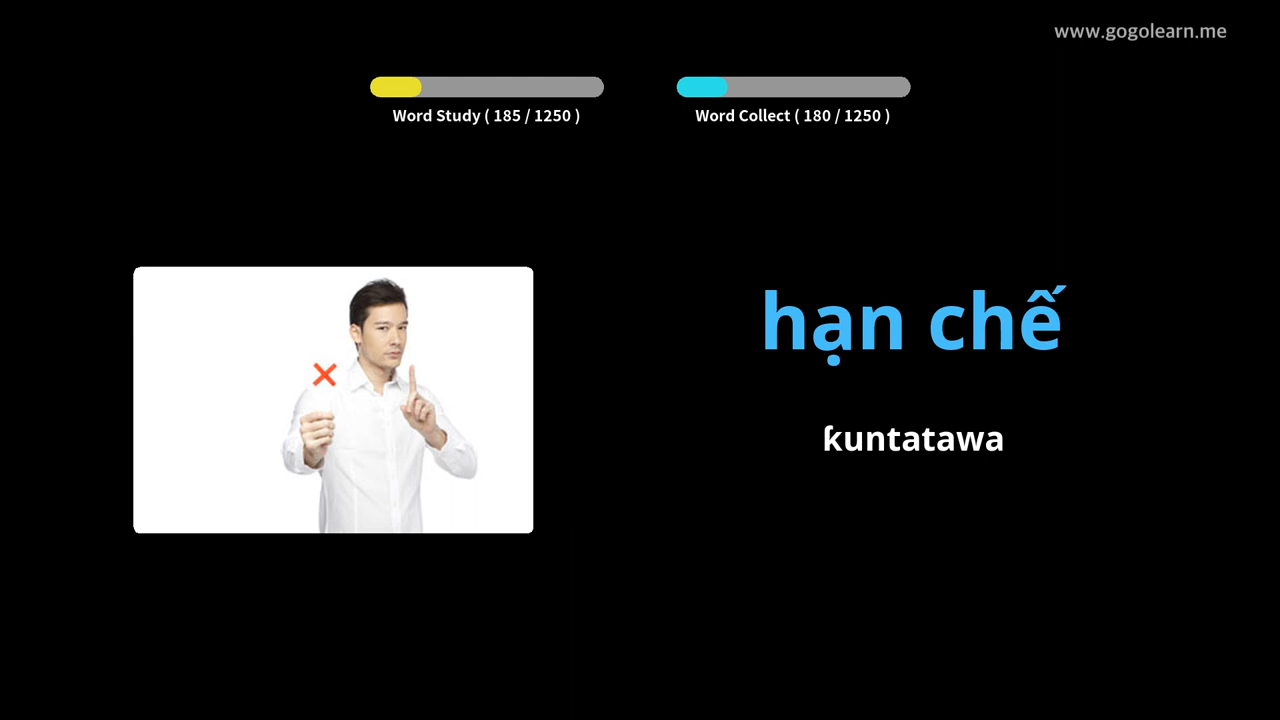 www.gogolearn.me
Word Study ( 185 / 1250 )
Word Collect ( 180 / 1250 )
hạn chế
ƙuntatawa